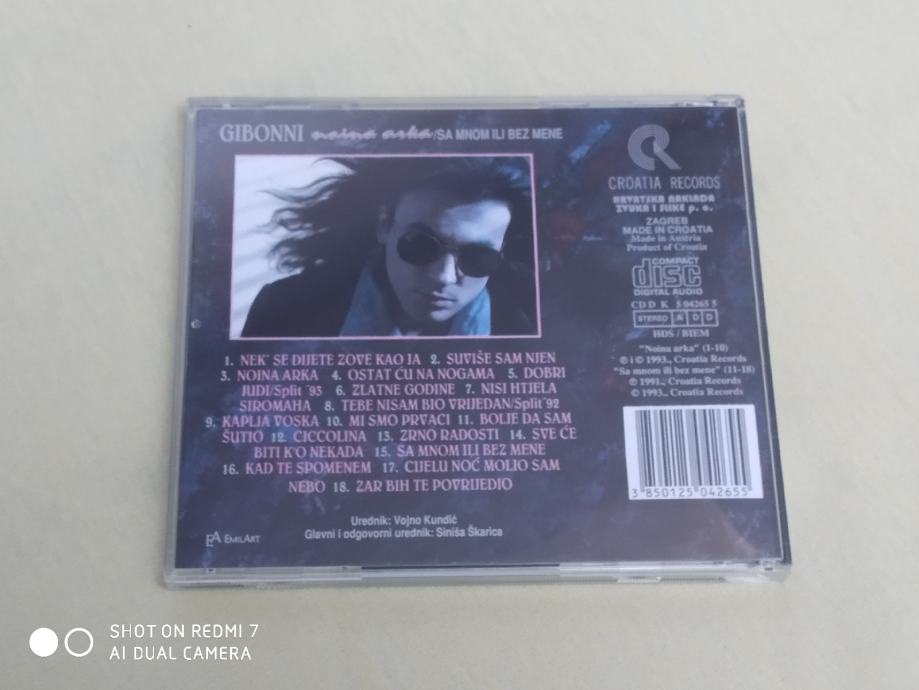 GIBONNI noina arka/SA MNOM ILI BEZ MENE
CROATIA RECORDS
HRVATSKA NAKLADA
ZVUKA I SLIKE p. o.
ZAGREB
MADE IN CROATIA
Made in Austria
Product of Croatia
COMPACT
disc
DIGITAL AUDIO
CD D K 5 04265 5
STEREO A D D
HDS / BIEM
"Noina arka" (1-10)
℗ i © 1993., Croatia Records
"Sa mnom ili bez mene" (11-18)
℗ 1991., Croatia Records
© 1993., Croatia Records
1. NEK' SE DIJETE ZOVE KAO JA 2. SUVIŠE SAM NJEN
3. NOINA ARKA 4. OSTAT ĆU NA NOGAMA 5. DOBRI
JUDI/Split '93 6. ZLATNE GODINE 7. NISI HTJELA
SIROMAHA 8. TEBE NISAM BIO VRIJEDAN/Split '92
9. KAPLJA VOSKA 10. MI SMO PRVACI 11. BOLJE DA SAM
ŠUTIO 12. CICCOLINA 13. ZRNO RADOSTI 14. SVE ĆE
BITI K'O NEKADA 15. SA MNOM ILI BEZ MENE
16. KAD TE SPOMENEM 17. CIJELU NOĆ MOLIO SAM
NEBO 18. ZAR BIH TE POVRIJEDIO
3 850125 042655
Urednik: Vojno Kundić
Glavni i odgovorni urednik: Siniša Škarica
EA EMILART
SHOT ON REDMI 7
AI DUAL CAMERA